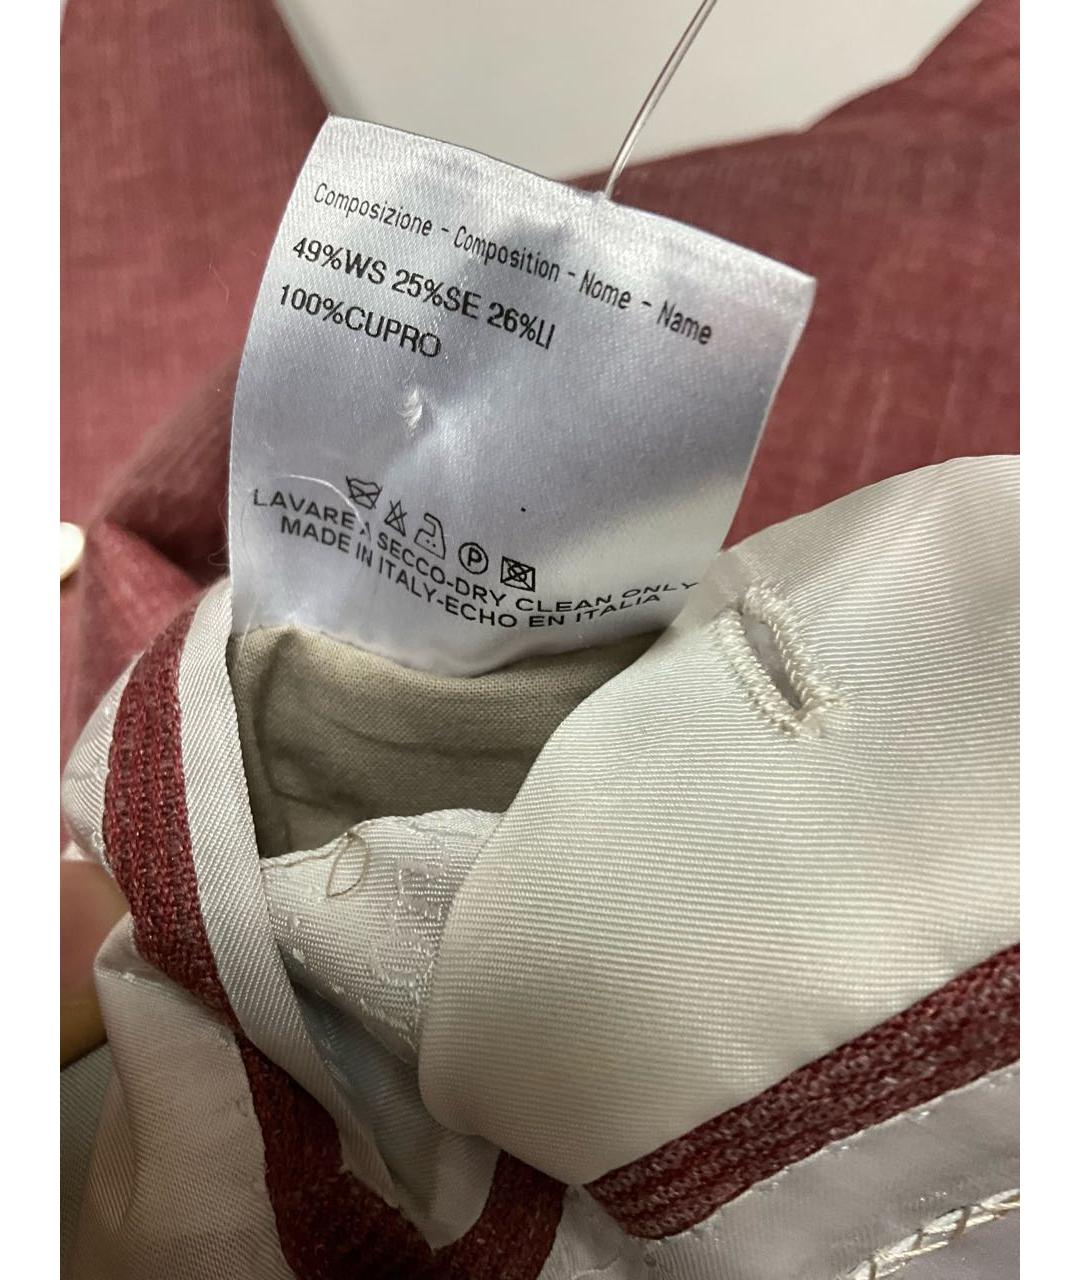 Composizione - Composition - Nome - Name
49%WS 25%SE 26%LI
100%CUPRO
P
LAVARE A SECCO-DRY CLEAN ONLY
MADE IN ITALY-ECHO EN ITALIA